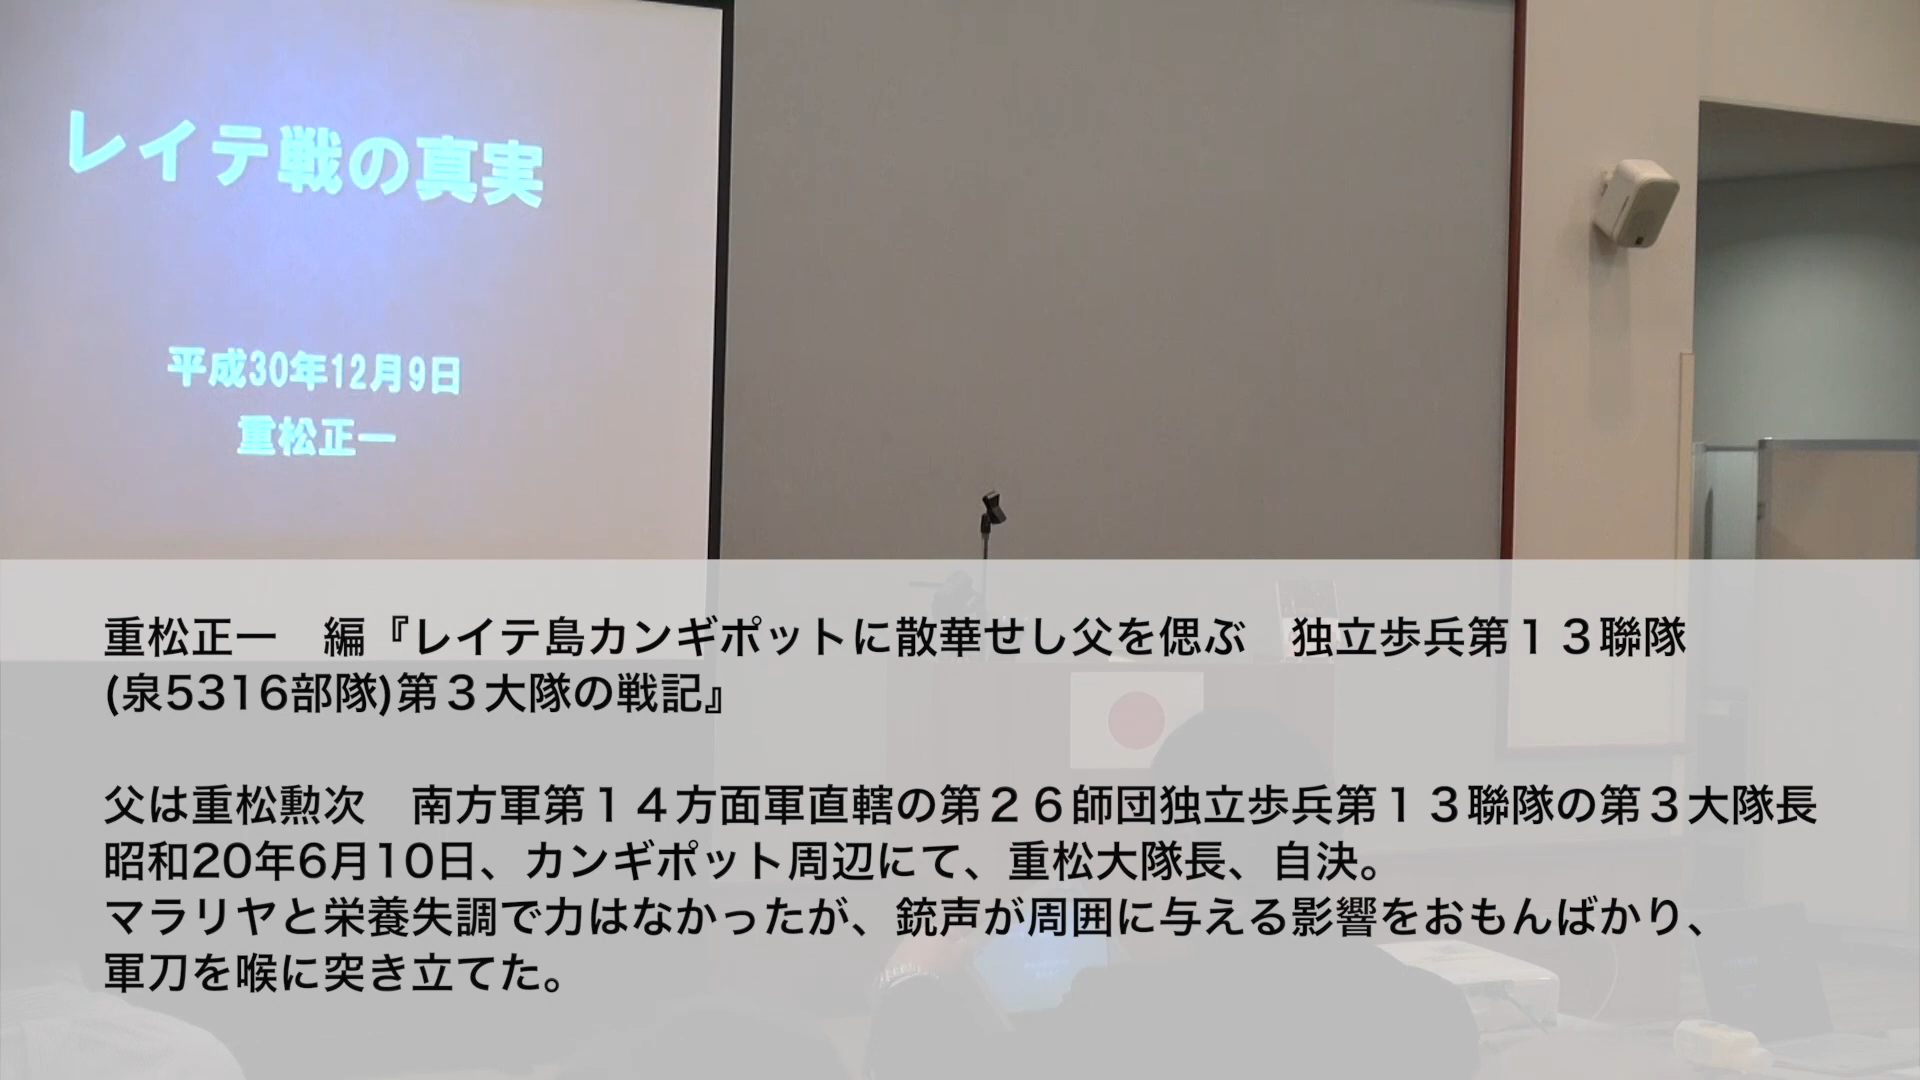 レイテ戦の真実
平成30年12月9日
重松正一
重松正一　編『レイテ島カンギポットに散華せし父を偲ぶ　独立歩兵第１３聯隊
(泉5316部隊)第３大隊の戦記』
父は重松勲次　南方軍第１４方面軍直轄の第２６師団独立歩兵第１３聯隊の第３大隊長
昭和20年6月10日、カンギポット周辺にて、重松大隊長、自決。
マラリヤと栄養失調で力はなかったが、銃声が周囲に与える影響をおもんばかり、
軍刀を喉に突き立てた。